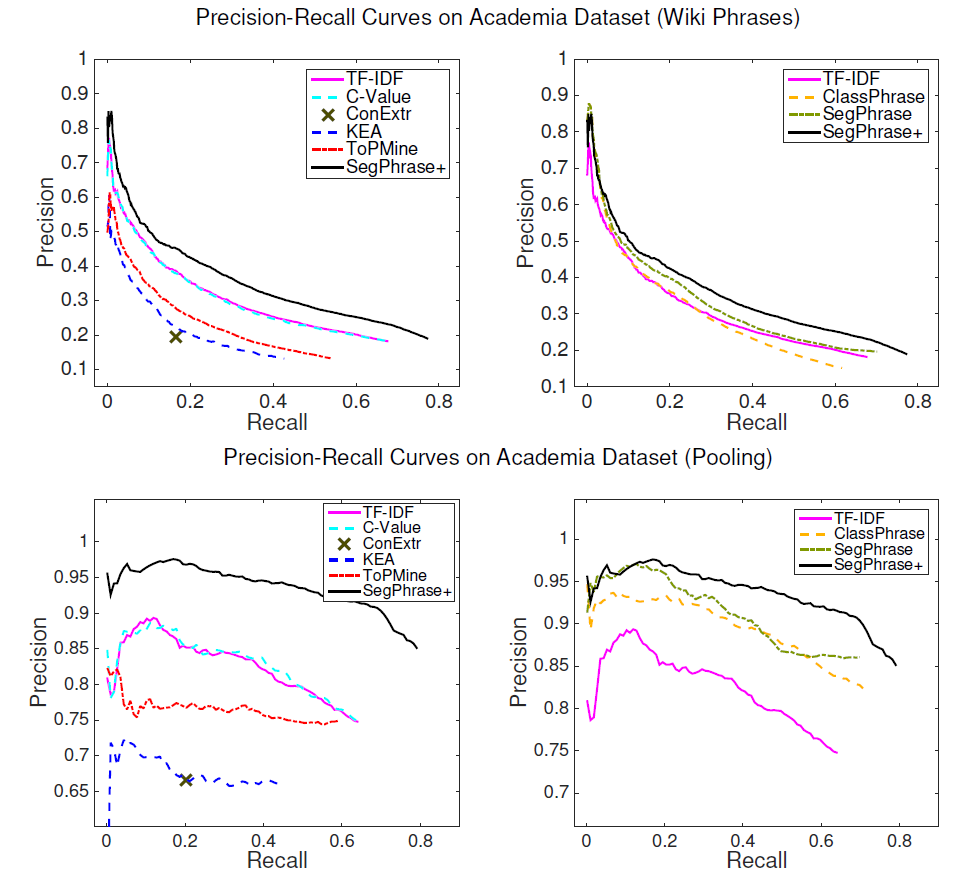 Precision-Recall Curves on Academia Dataset (Wiki Phrases)
1
0.9
0.8
0.7
0.6
0.5
0.4
0.3
0.2
0.1
Precision
0
0.2
0.4
0.6
0.8
Recall
TF-IDF
C-Value
ConExtr
KEA
ToPMine
SegPhrase+
1
0.9
0.8
0.7
0.6
0.5
0.4
0.3
0.2
0.1
Precision
0
0.2
0.4
0.6
0.8
Recall
TF-IDF
ClassPhrase
SegPhrase
SegPhrase+
Precision-Recall Curves on Academia Dataset (Pooling)
1
0.95
0.9
0.85
0.8
0.75
0.7
0.65
Precision
0
0.2
0.4
0.6
0.8
Recall
TF-IDF
C-Value
ConExtr
KEA
ToPMine
SegPhrase+
1
0.95
0.9
0.85
0.8
0.75
0.7
Precision
0
0.2
0.4
0.6
0.8
Recall
TF-IDF
ClassPhrase
SegPhrase
SegPhrase+